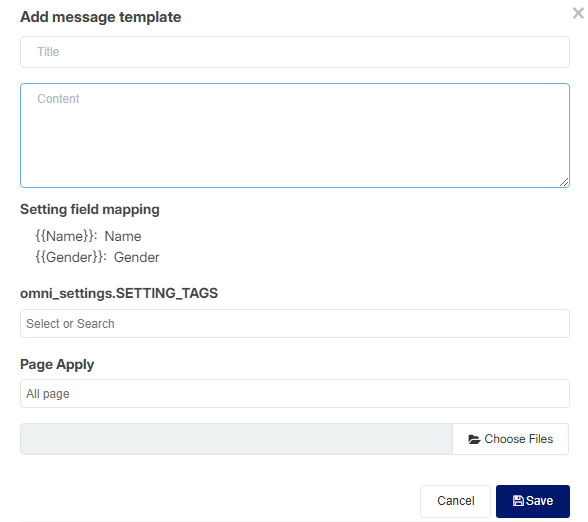 Add message template
Title
Content
Setting field mapping
{{Name}}: Name
{{Gender}}: Gender
omni_settings.SETTING_TAGS
Select or Search
Page Apply
All page
Choose Files
Cancel
Save